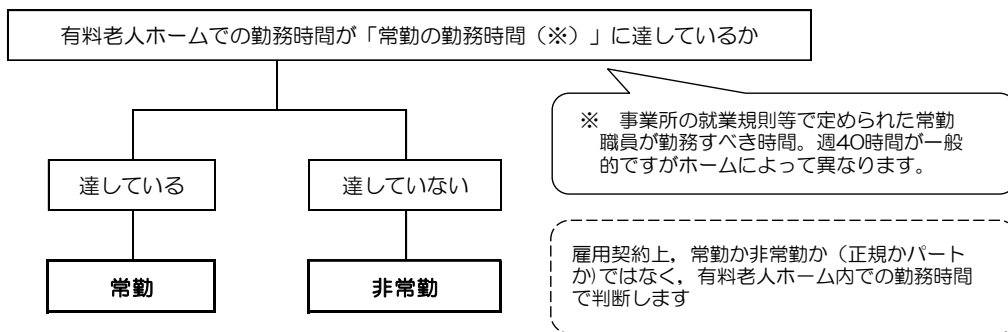 有料老人ホームでの勤務時間が「常勤の勤務時間（※）」に達しているか
※　事業所の就業規則等で定められた常勤
職員が勤務すべき時間。週40時間が一般
的ですがホームによって異なります。
達している
達していない
雇用契約上，常勤か非常勤か（正規かパート
か)ではなく，有料老人ホーム内での勤務時間
で判断します
常勤
非常勤